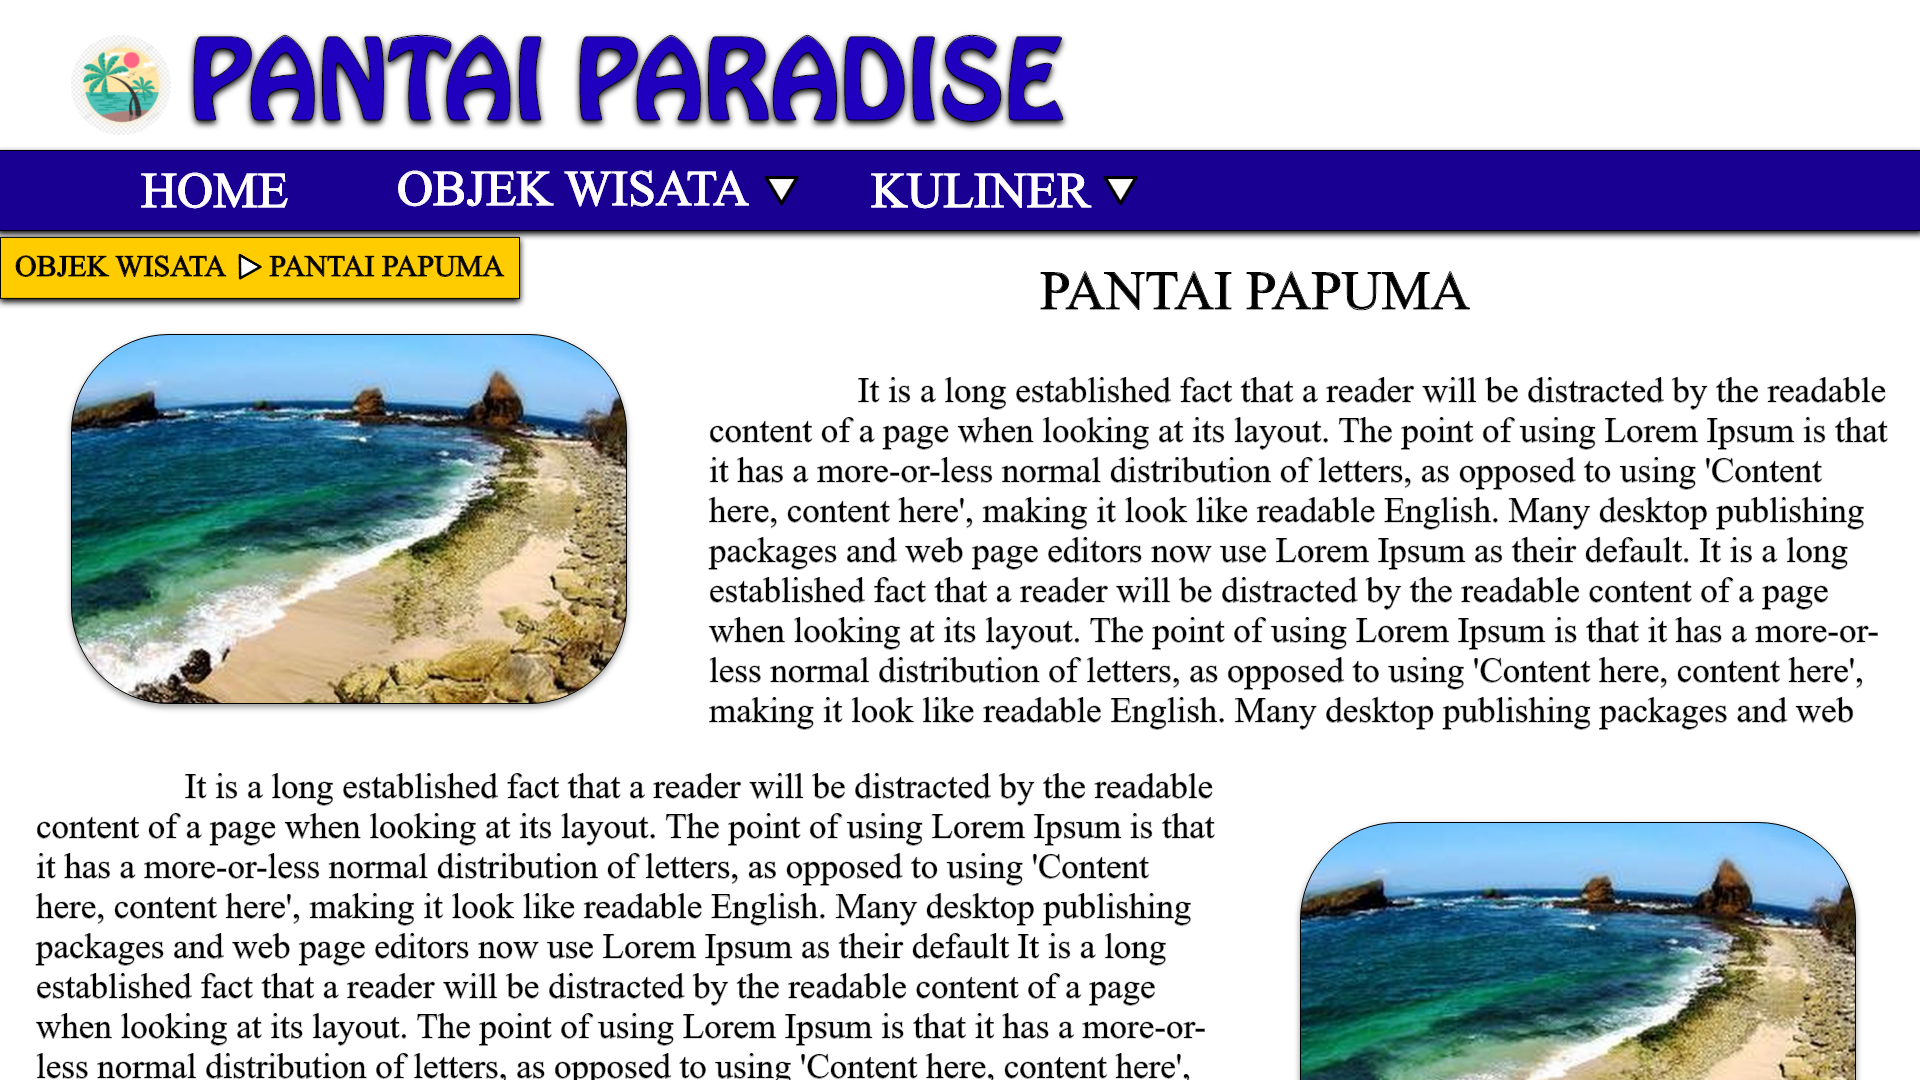 PANTAI PARADISE
HOME OBJEK WISATA KULINER
OBJEK WISATA PANTAI PAPUMA
PANTAI PAPUMA
It is a long established fact that a reader will be distracted by the readable
content of a page when looking at its layout. The point of using Lorem Ipsum is that
it has a more-or-less normal distribution of letters, as opposed to using 'Content
here, content here', making it look like readable English. Many desktop publishing
packages and web page editors now use Lorem Ipsum as their default. It is a long
established fact that a reader will be distracted by the readable content of a page
when looking at its layout. The point of using Lorem Ipsum is that it has a more-or-
less normal distribution of letters, as opposed to using 'Content here, content here',
making it look like readable English. Many desktop publishing packages and web
It is a long established fact that a reader will be distracted by the readable
content of a page when looking at its layout. The point of using Lorem Ipsum is that
it has a more-or-less normal distribution of letters, as opposed to using 'Content
here, content here', making it look like readable English. Many desktop publishing
packages and web page editors now use Lorem Ipsum as their default It is a long
established fact that a reader will be distracted by the readable content of a page
when looking at its layout. The point of using Lorem Ipsum is that it has a more-or-
less normal distribution of letters, as opposed to using 'Content here, content here',